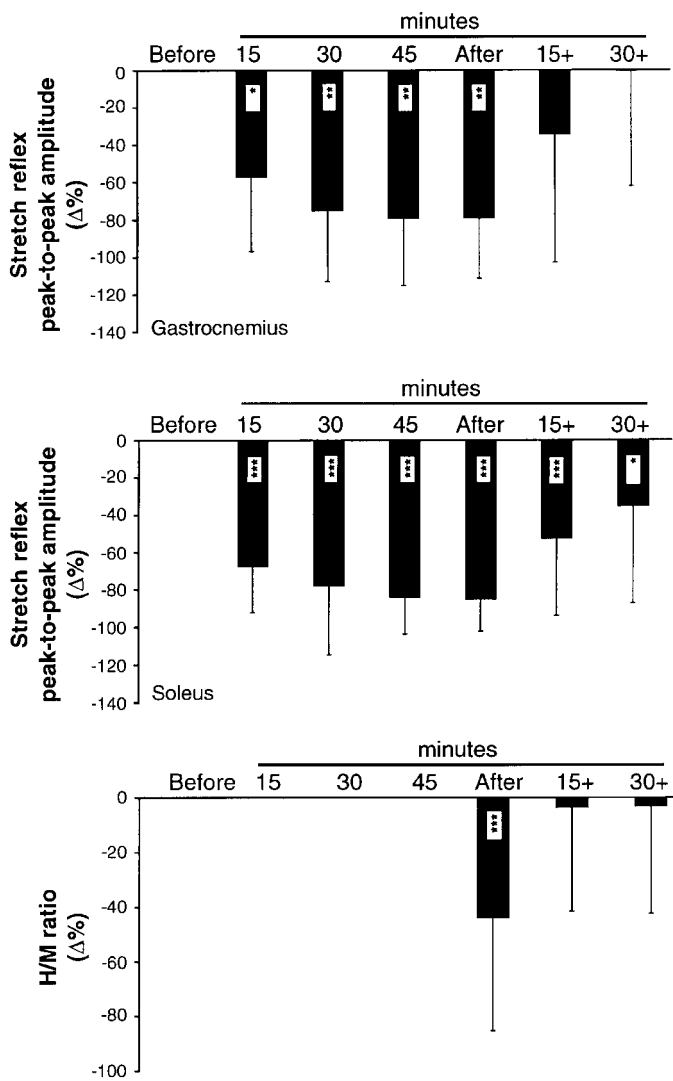 minutes
Before 15 30 45 After 15+ 30+
0
-20
-40
-60
-80
-100
-120
-140
Stretch reflex
peak-to-peak amplitude
(Δ%)
* ** ** **
Gastrocnemius
minutes
Before 15 30 45 After 15+ 30+
0
-20
-40
-60
-80
-100
-120
-140
Stretch reflex
peak-to-peak amplitude
(Δ%)
*** *** *** *** *** *
Soleus
minutes
Before 15 30 45 After 15+ 30+
0
-20
-40
-60
-80
-100
H/M ratio
(Δ%)
***